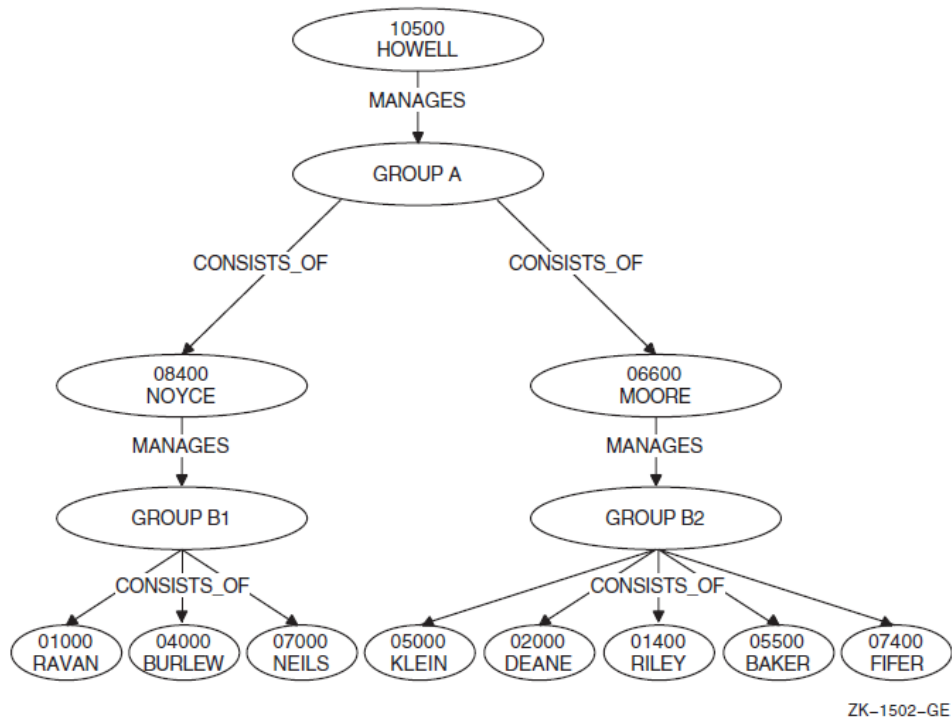 10500
HOWELL
MANAGES
GROUP A
CONSISTS_OF
CONSISTS_OF
08400
NOYCE
06600
MOORE
MANAGES
MANAGES
GROUP B1
GROUP B2
CONSISTS_OF
CONSISTS_OF
01000
RAVAN
04000
BURLEW
07000
NEILS
05000
KLEIN
02000
DEANE
01400
RILEY
05500
BAKER
07400
FIFER
ZK-1502-GE